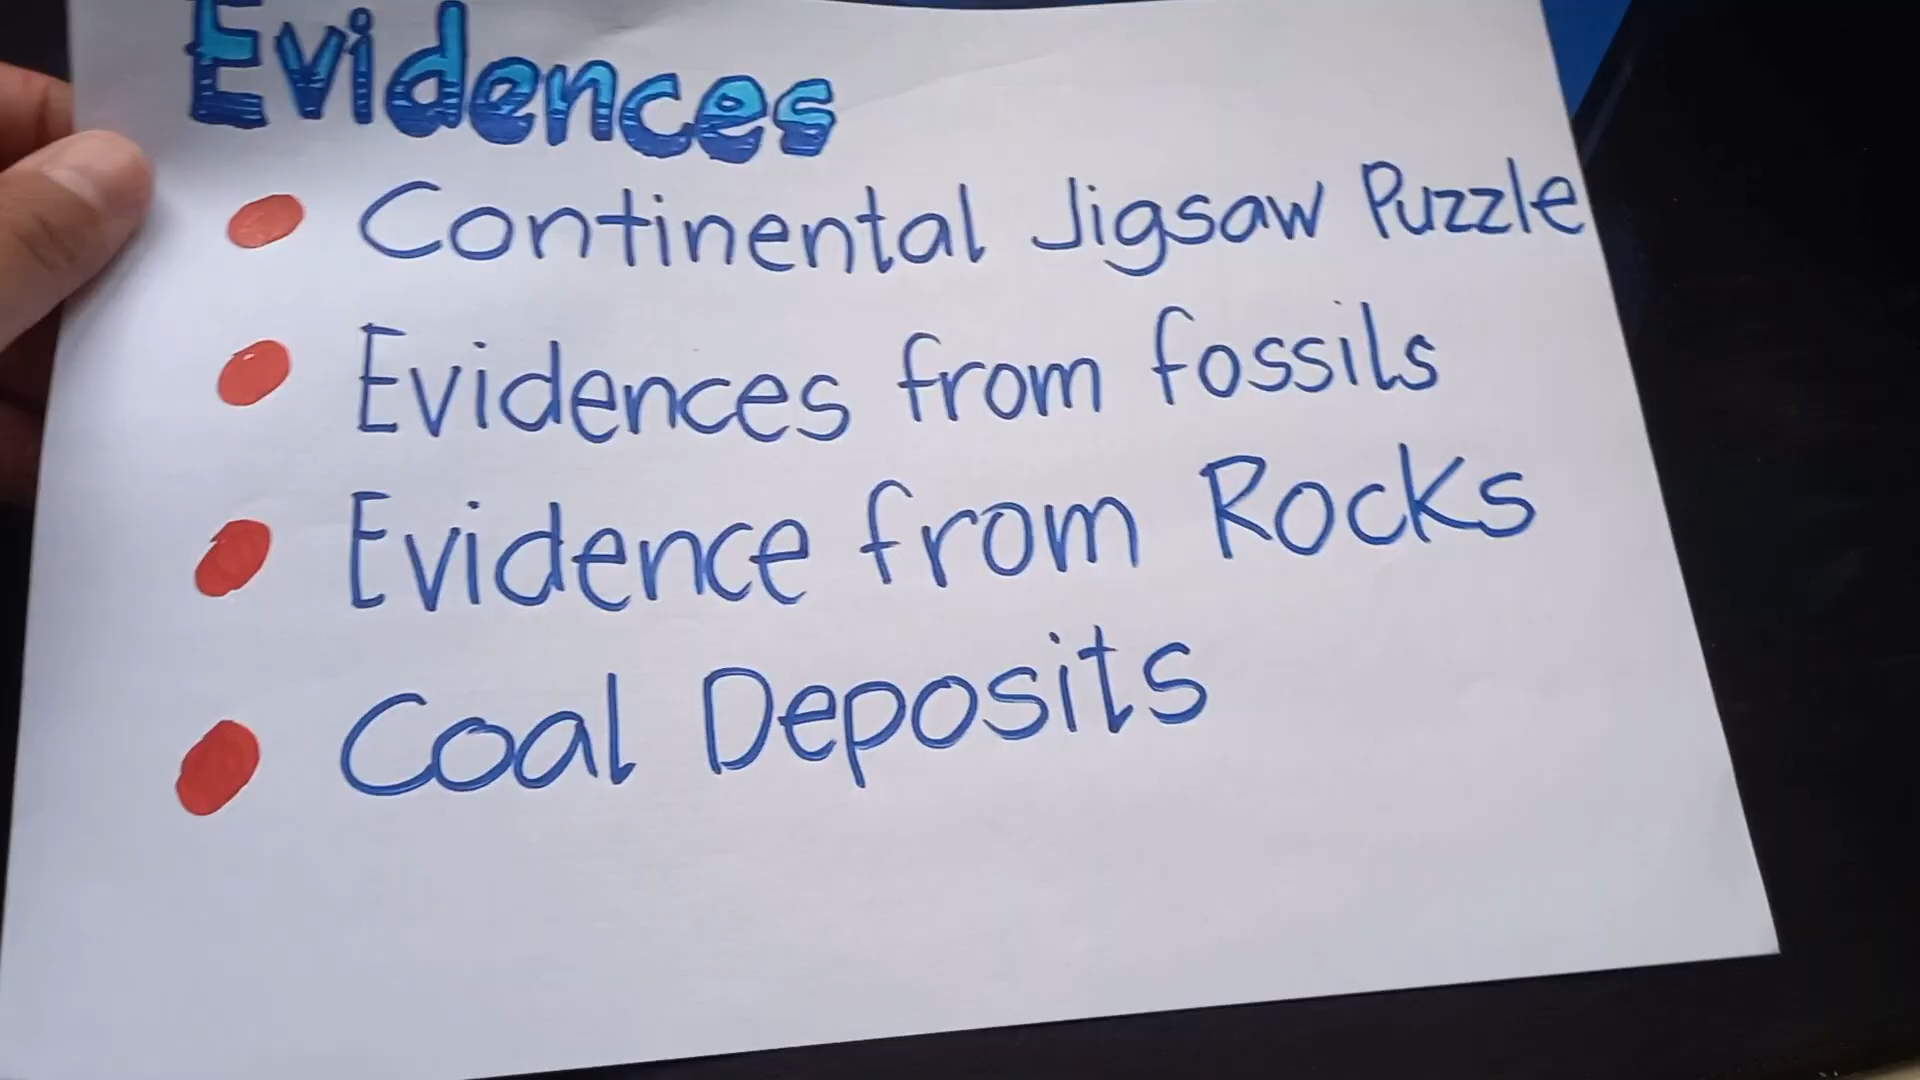 Evidences
Continental Jigsaw Puzzle
Evidences from fossils
Evidence from Rocks
Coal Deposits